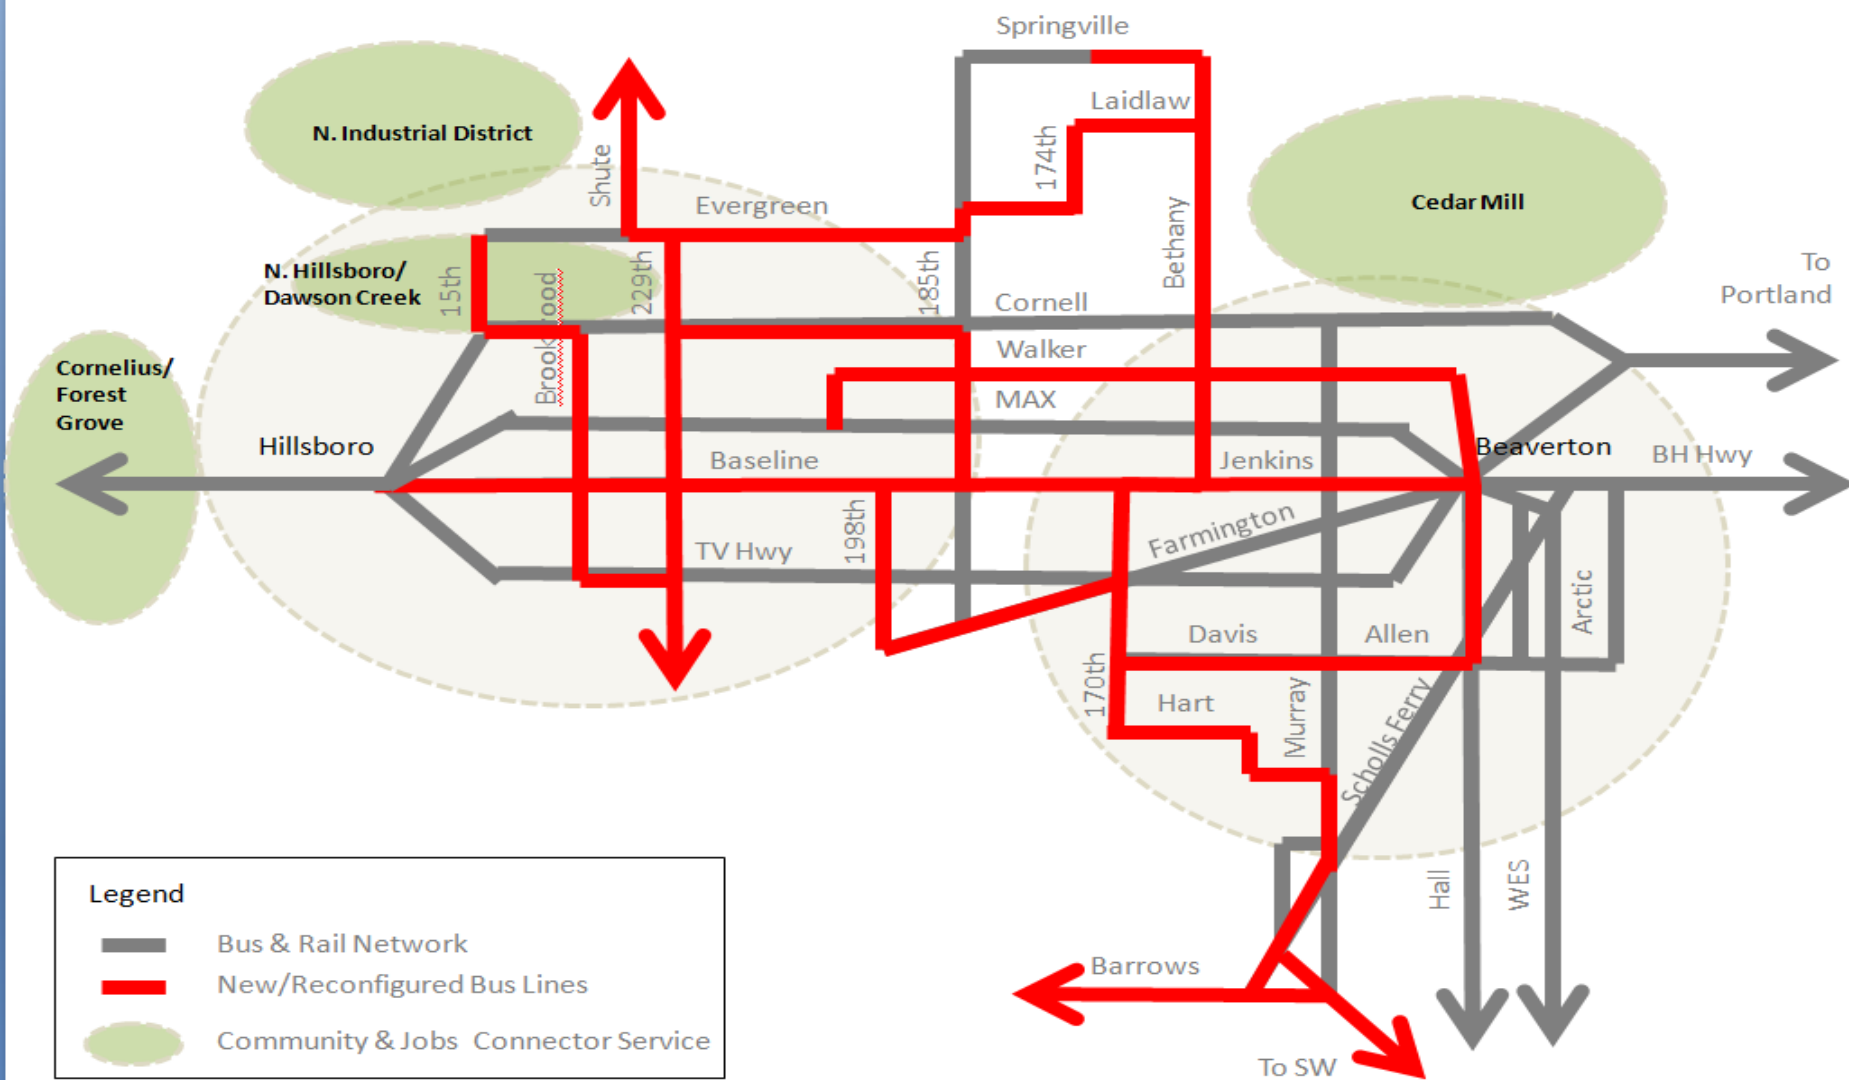 Springville
Laidlaw
N. Industrial District
174th
Shute
Evergreen
Cedar Mill
Bethany
N. Hillsboro/
Dawson Creek
15th
Brookwood
229th
185th
Cornell
To
Portland
Walker
Cornelius/
Forest
Grove
MAX
Hillsboro
Baseline
Jenkins
Beaverton
BH Hwy
198th
TV Hwy
Farmington
Arctic
Davis
Allen
170th
Hart
Murray
Scholls Ferry
Hall
WES
Barrows
To SW
Legend
Bus & Rail Network
New/Reconfigured Bus Lines
Community & Jobs Connector Service